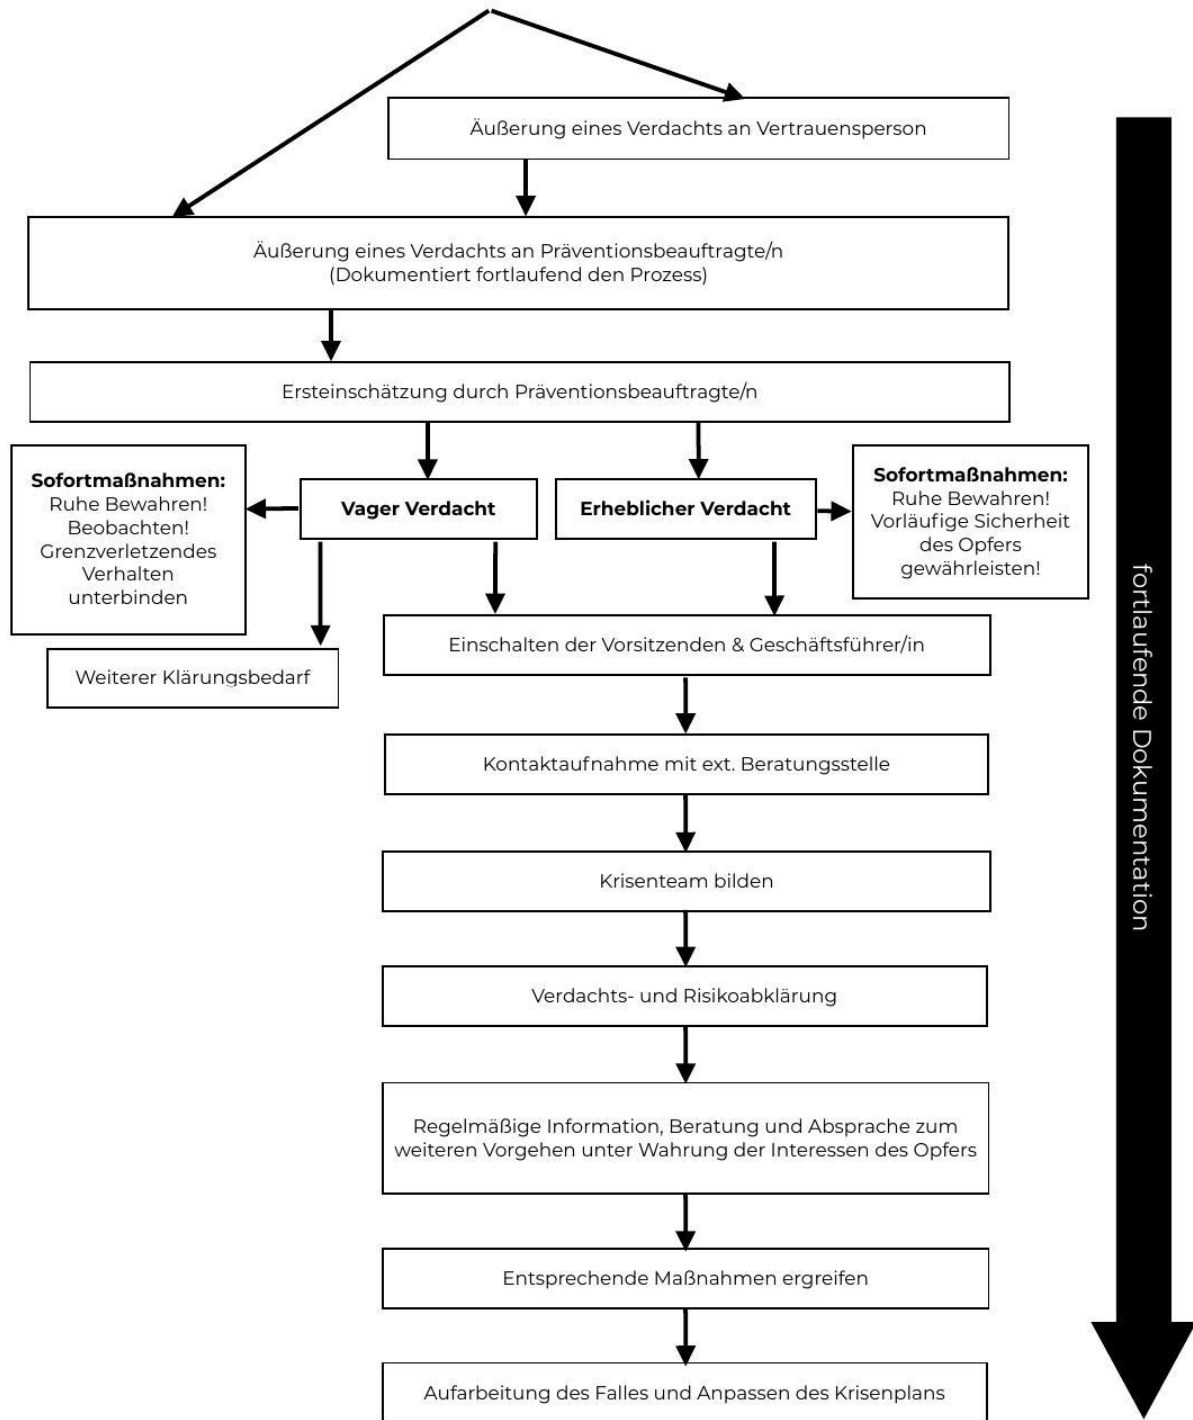 Äußerung eines Verdachts an Vertrauensperson
Äußerung eines Verdachts an Präventionsbeauftragte/n
(Dokumentiert fortlaufend den Prozess)
Ersteinschätzung durch Präventionsbeauftragte/n
Sofortmaßnahmen:
Ruhe Bewahren!
Beobachten!
Grenzverletzendes
Verhalten
unterbinden
Vager Verdacht
Erheblicher Verdacht
Sofortmaßnahmen:
Ruhe Bewahren!
Vorläufige Sicherheit
des Opfers
gewährleisten!
Weiterer Klärungsbedarf
Einschalten der Vorsitzenden & Geschäftsführer/in
Kontaktaufnahme mit ext. Beratungsstelle
Krisenteam bilden
Verdachts- und Risikoabklärung
Regelmäßige Information, Beratung und Absprache zum
weiteren Vorgehen unter Wahrung der Interessen des Opfers
Entsprechende Maßnahmen ergreifen
Aufarbeitung des Falles und Anpassen des Krisenplans
fortlaufende Dokumentation